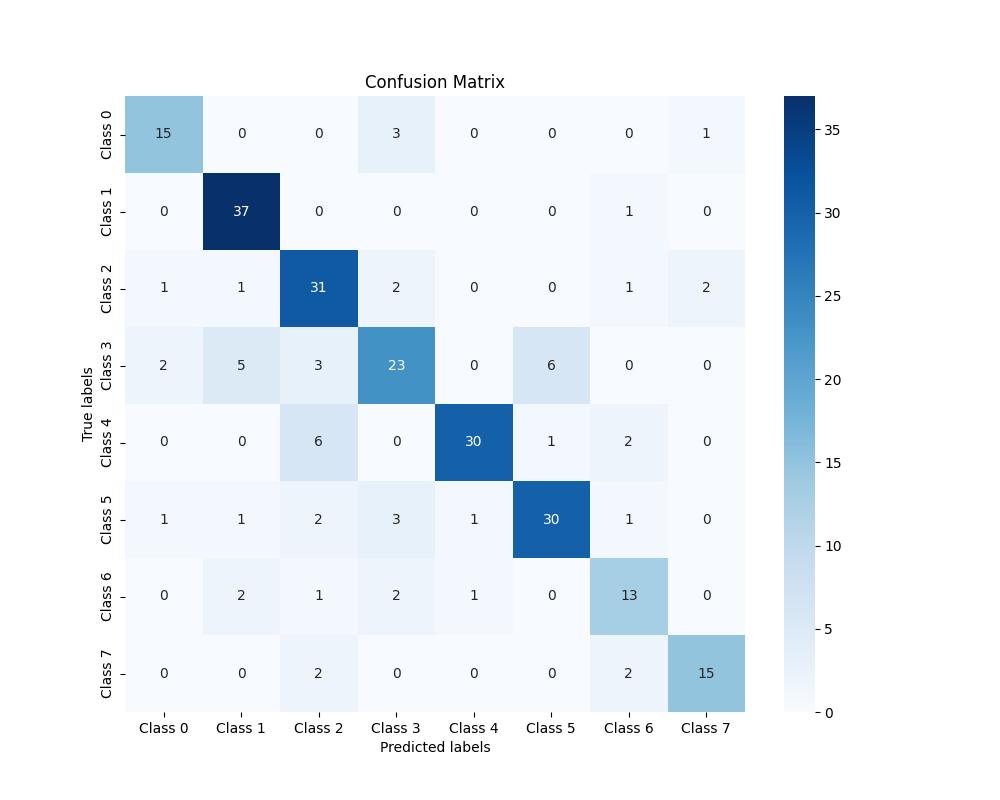 Confusion Matrix
Class 0 15 0 0 3 0 0 0 1
Class 1 0 37 0 0 0 0 1 0
Class 2 1 1 31 2 0 0 1 2
Class 3 2 5 3 23 0 6 0 0
Class 4 0 0 6 0 30 1 2 0
Class 5 1 1 2 3 1 30 1 0
Class 6 0 2 1 2 1 0 13 0
Class 7 0 0 2 0 0 0 2 15
Class 0 Class 1 Class 2 Class 3 Class 4 Class 5 Class 6 Class 7
Predicted labels
True labels
35
30
25
20
15
10
5
0